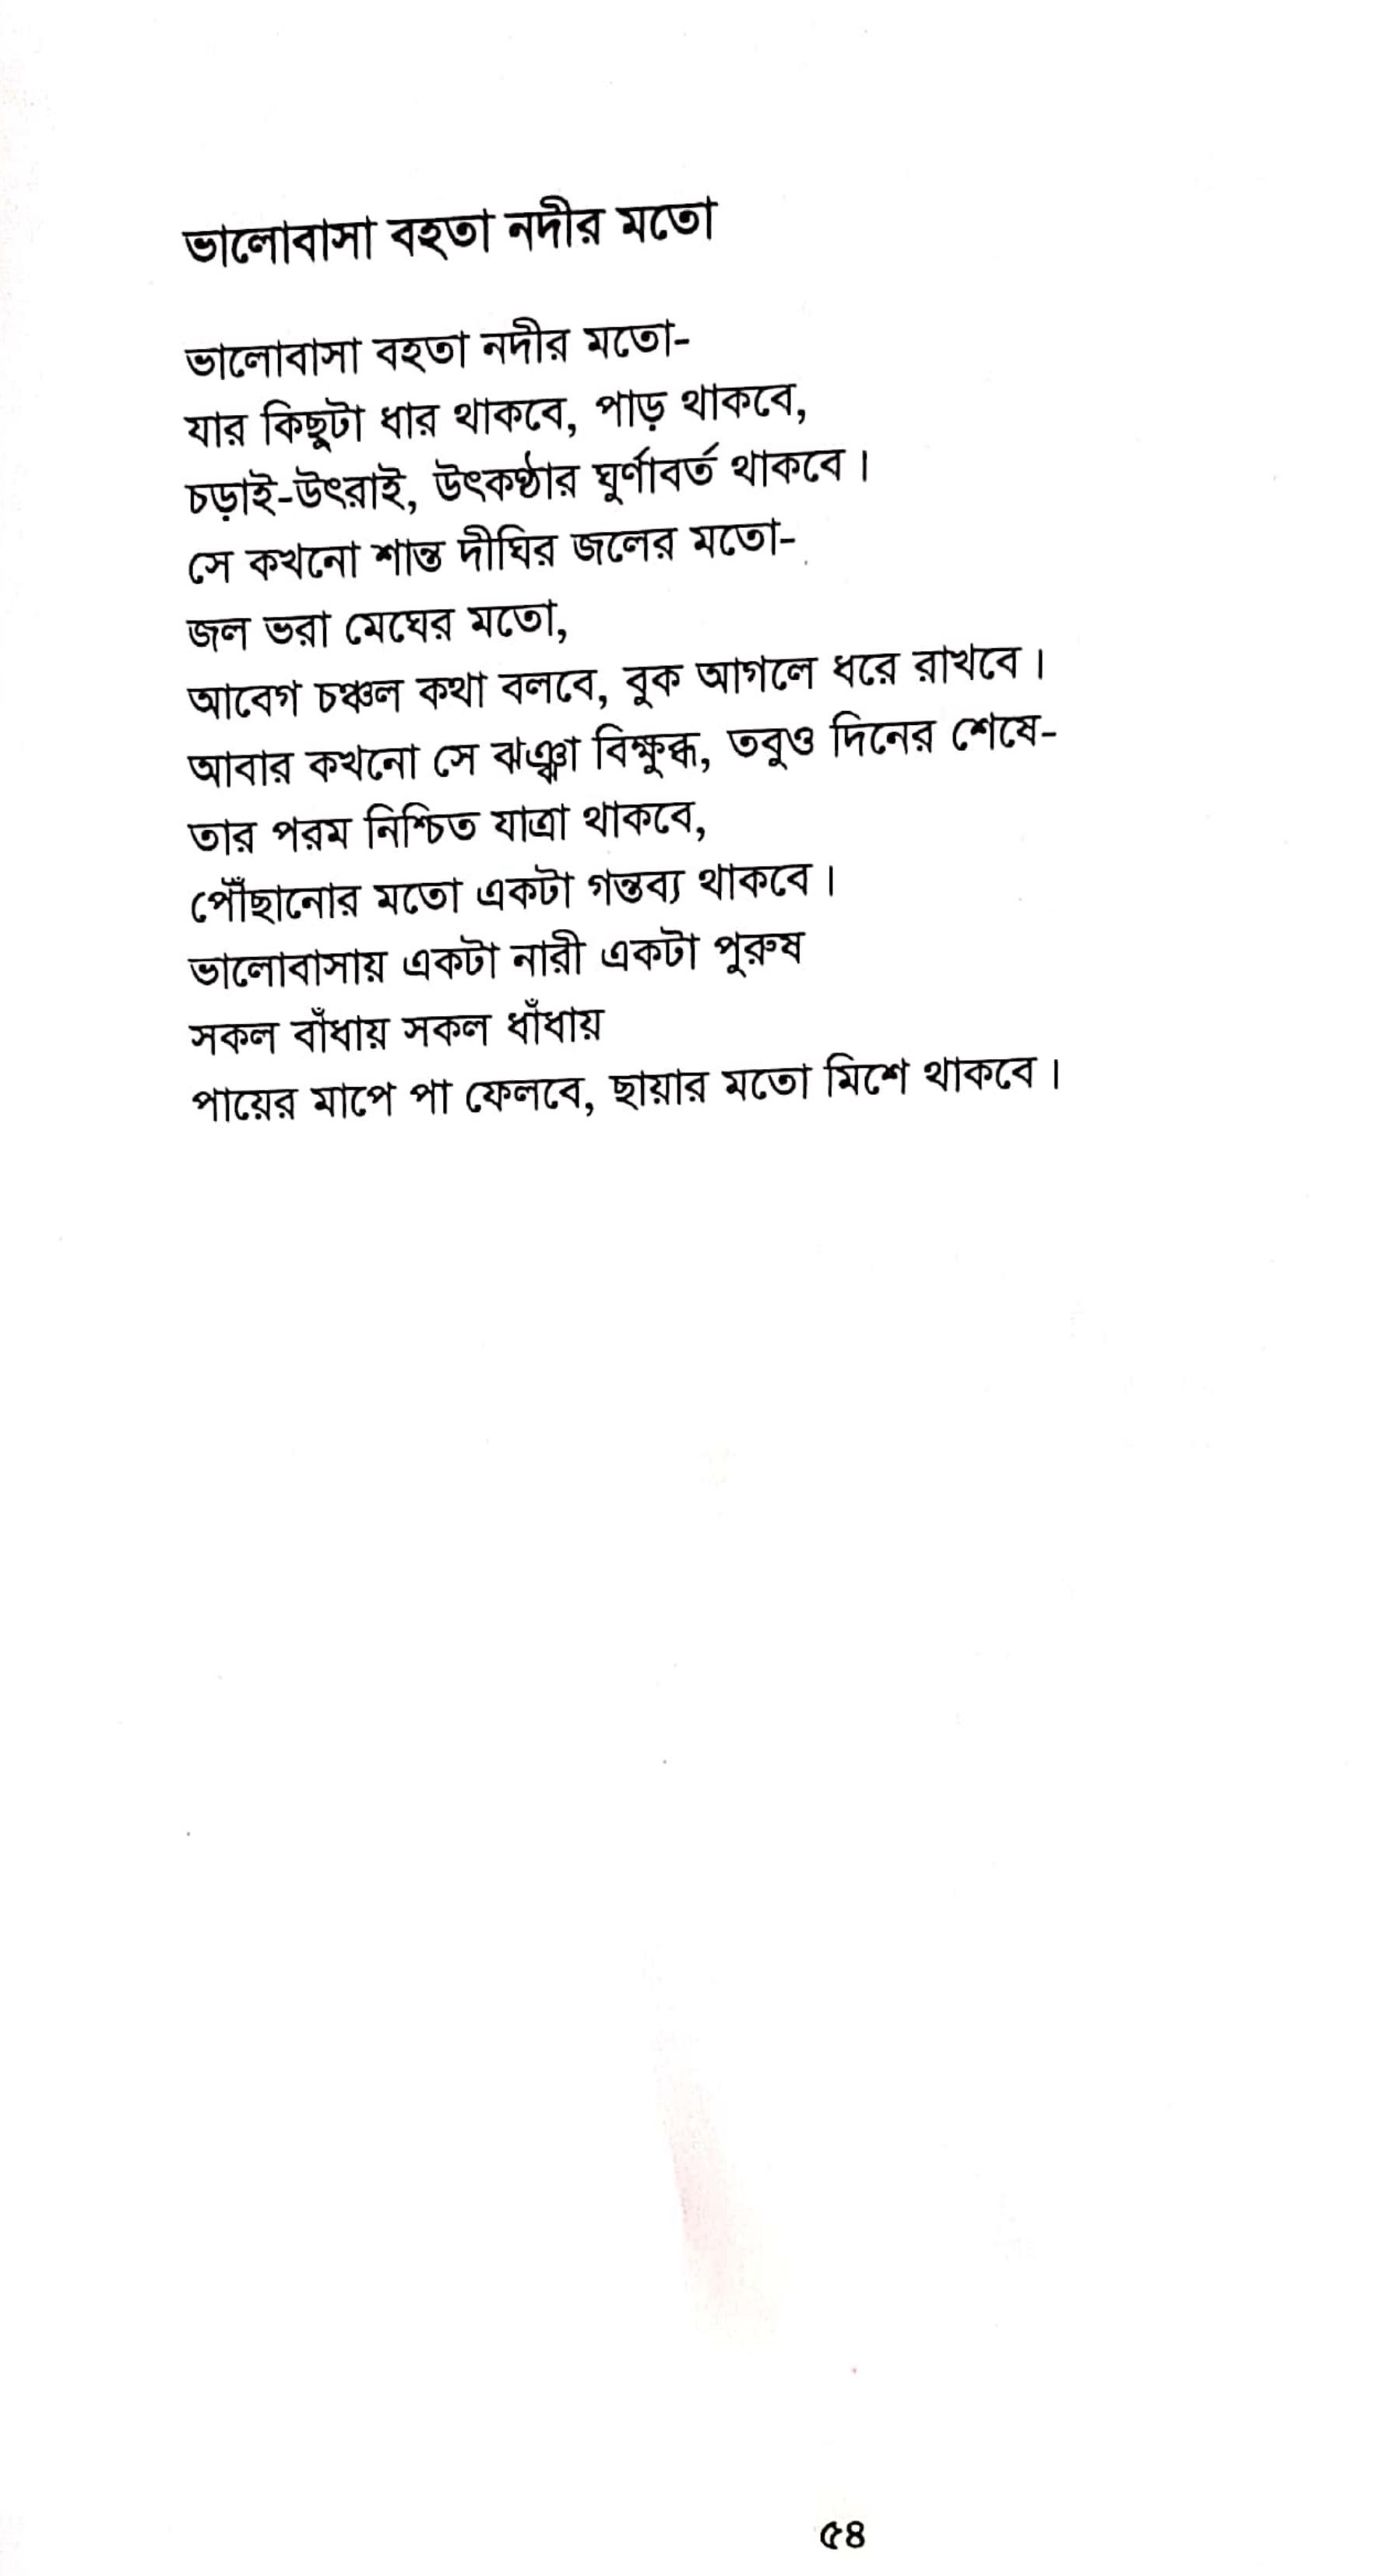 ভালোবাসা বহতা নদীর মতো
ভালোবাসা বহতা নদীর মতো-
যার কিছুটা ধার থাকবে, পাড় থাকবে,
চড়াই-উৎরাই, উৎকণ্ঠার ঘুর্ণাবর্ত থাকবে।
সে কখনো শান্ত দীঘির জলের মতো-
জল ভরা মেঘের মতো,
আবেগ চঞ্চল কথা বলবে, বুক আগলে ধরে রাখবে।
আবার কখনো সে ঝঞ্ঝা বিক্ষুব্ধ, তবুও দিনের শেষে-
তার পরম নিশ্চিত যাত্রা থাকবে,
পৌঁছানোর মতো একটা গন্তব্য থাকবে।
ভালোবাসায় একটা নারী একটা পুরুষ
সকল বাঁধায় সকল ধাঁধায়
পায়ের মাপে পা ফেলবে, ছায়ার মতো মিশে থাকবে।
৫৪